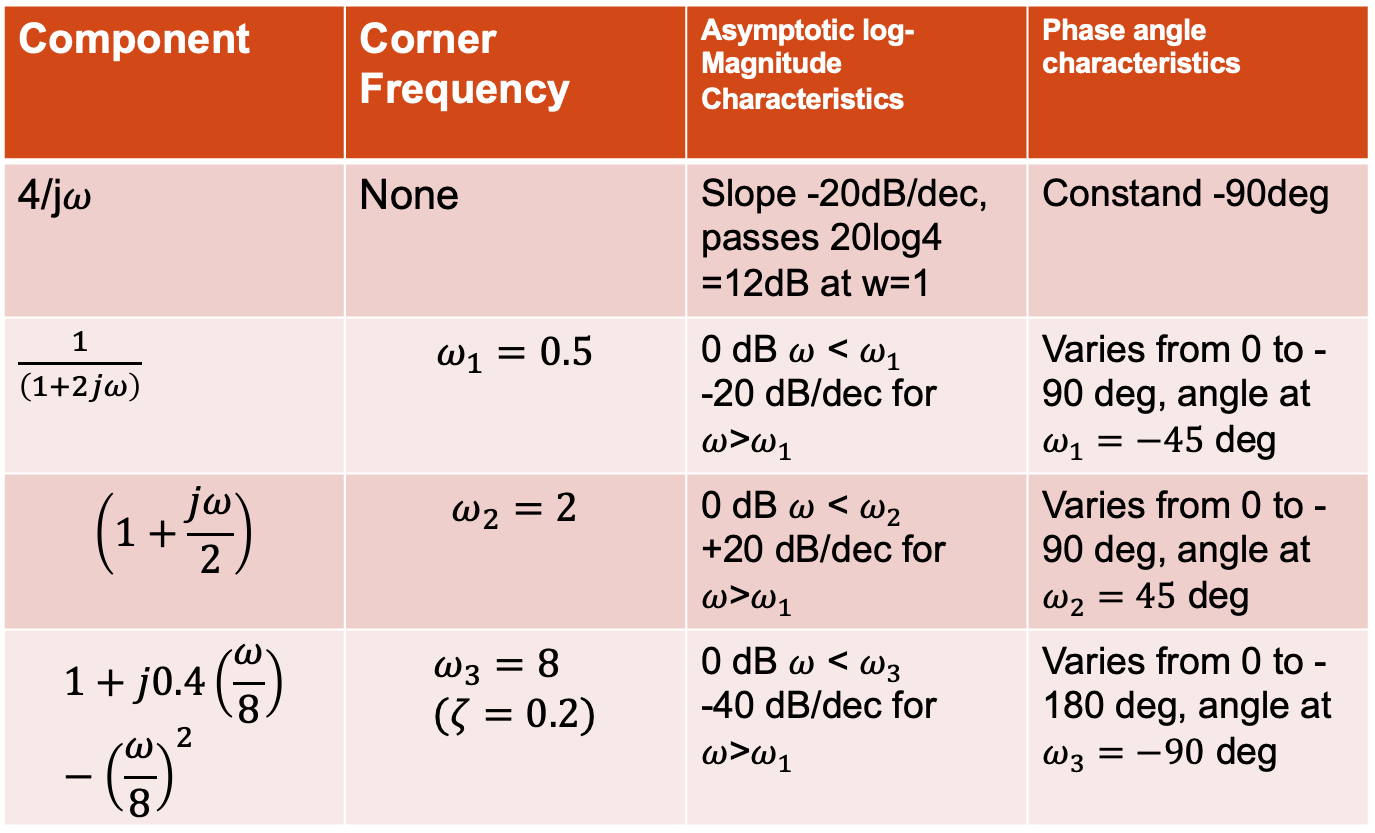 Component
Corner
Frequency
Asymptotic log-
Magnitude
Characteristics
Phase angle
characteristics
4/jω
None
Slope -20dB/dec,
passes 20log4
=12dB at w=1
Constand -90deg
1
(1+2jω)
ω₁ = 0.5
0 dB ω < ω₁
-20 dB/dec for
ω>ω₁
Varies from 0 to -
90 deg, angle at
ω₁ = −45 deg
(1 + jω/2)
ω₂ = 2
0 dB ω < ω₂
+20 dB/dec for
ω>ω₁
Varies from 0 to -
90 deg, angle at
ω₂ = 45 deg
1 + j0.4 (ω/8)
− (ω/8)²
ω₃ = 8
(ζ = 0.2)
0 dB ω < ω₃
-40 dB/dec for
ω>ω₁
Varies from 0 to -
180 deg, angle at
ω₃ = −90 deg